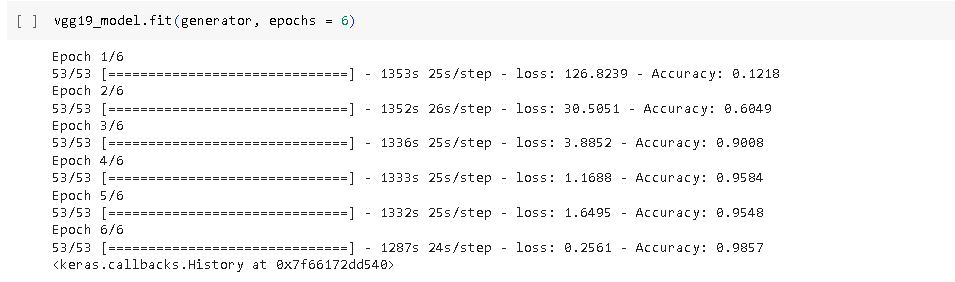 [ ] vgg19_model.fit(generator, epochs = 6)
Epoch 1/6
53/53 [==============================] - 1353s 25s/step - loss: 126.8239 - Accuracy: 0.1218
Epoch 2/6
53/53 [==============================] - 1352s 26s/step - loss: 30.5051 - Accuracy: 0.6049
Epoch 3/6
53/53 [==============================] - 1336s 25s/step - loss: 3.8852 - Accuracy: 0.9008
Epoch 4/6
53/53 [==============================] - 1333s 25s/step - loss: 1.1688 - Accuracy: 0.9584
Epoch 5/6
53/53 [==============================] - 1332s 25s/step - loss: 1.6495 - Accuracy: 0.9548
Epoch 6/6
53/53 [==============================] - 1287s 24s/step - loss: 0.2561 - Accuracy: 0.9857
<keras.callbacks.History at 0x7f66172dd540>